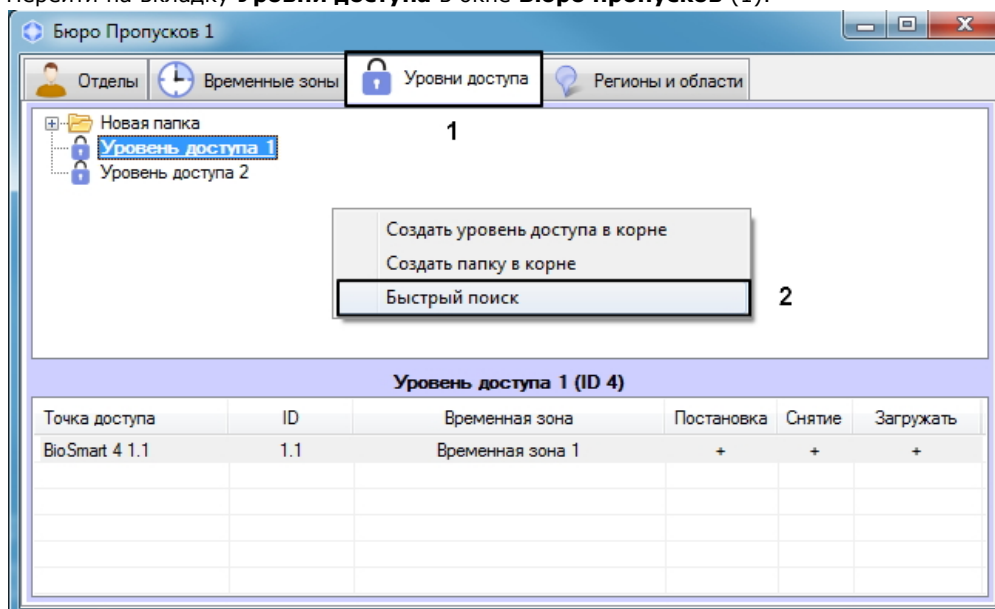 Перейти на вкладку Уровни доступа в окне Бюро пропусков (1).
Бюро Пропусков 1
Отделы Временные зоны Уровни доступа Регионы и области
1
Новая папка
Уровень доступа 1
Уровень доступа 2
Создать уровень доступа в корне
Создать папку в корне
Быстрый поиск
2
Уровень доступа 1 (ID 4)
Точка доступа ID Временная зона Постановка Снятие Загружать
BioSmart 4 1.1 1.1 Временная зона 1 + + +